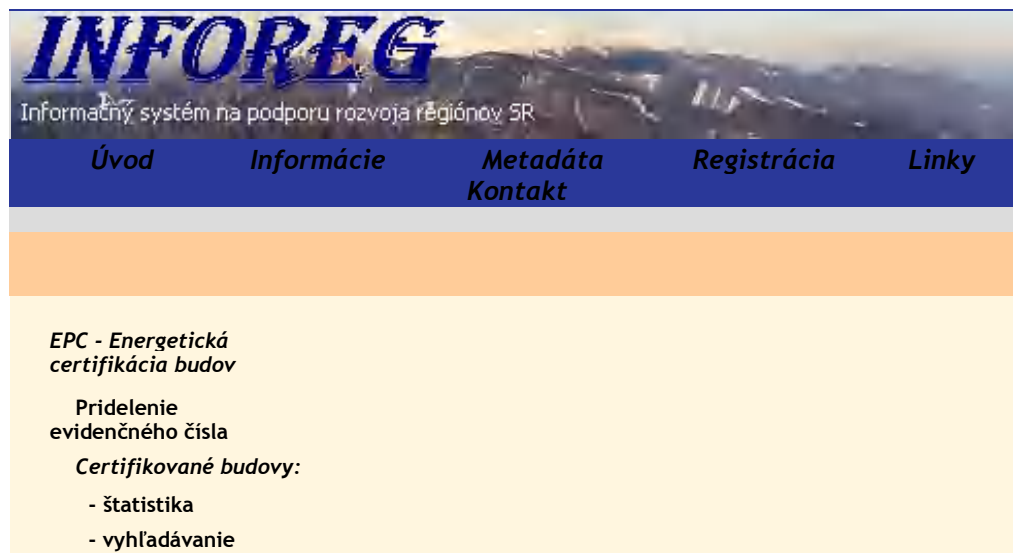 INFOREG
Informačný systém na podporu rozvoja regiónov SR
Úvod Informácie Metadáta Registrácia Linky
Kontakt
EPC - Energetická
certifikácia budov
Pridelenie
evidenčného čísla
Certifikované budovy:
- štatistika
- vyhľadávanie